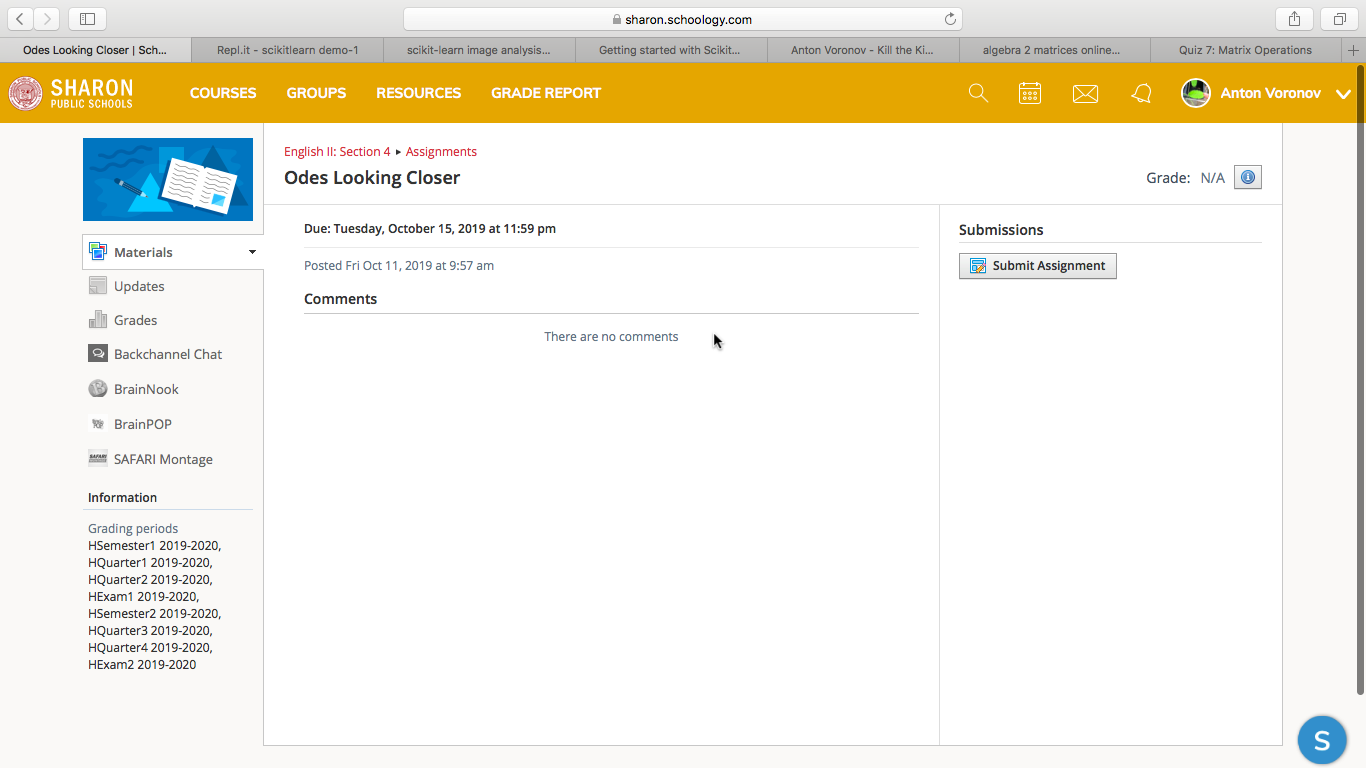 sharon.schoology.com
Odes Looking Closer | Sch...
Repl.it - scikitlearn demo-1
scikit-learn image analysis...
Getting started with Scikit...
Anton Voronov - Kill the Ki...
algebra 2 matrices online...
Quiz 7: Matrix Operations
SHARON
PUBLIC SCHOOLS
COURSES
GROUPS
RESOURCES
GRADE REPORT
Anton Voronov
English II: Section 4 ▸ Assignments
Odes Looking Closer
Grade: N/A
Materials
Updates
Grades
Backchannel Chat
BrainNook
BrainPOP
SAFARI Montage
Information
Grading periods
HSemester1 2019-2020,
HQuarter1 2019-2020,
HQuarter2 2019-2020,
HExam1 2019-2020,
HSemester2 2019-2020,
HQuarter3 2019-2020,
HQuarter4 2019-2020,
HExam2 2019-2020
Due: Tuesday, October 15, 2019 at 11:59 pm
Posted Fri Oct 11, 2019 at 9:57 am
Comments
There are no comments
Submissions
Submit Assignment
S